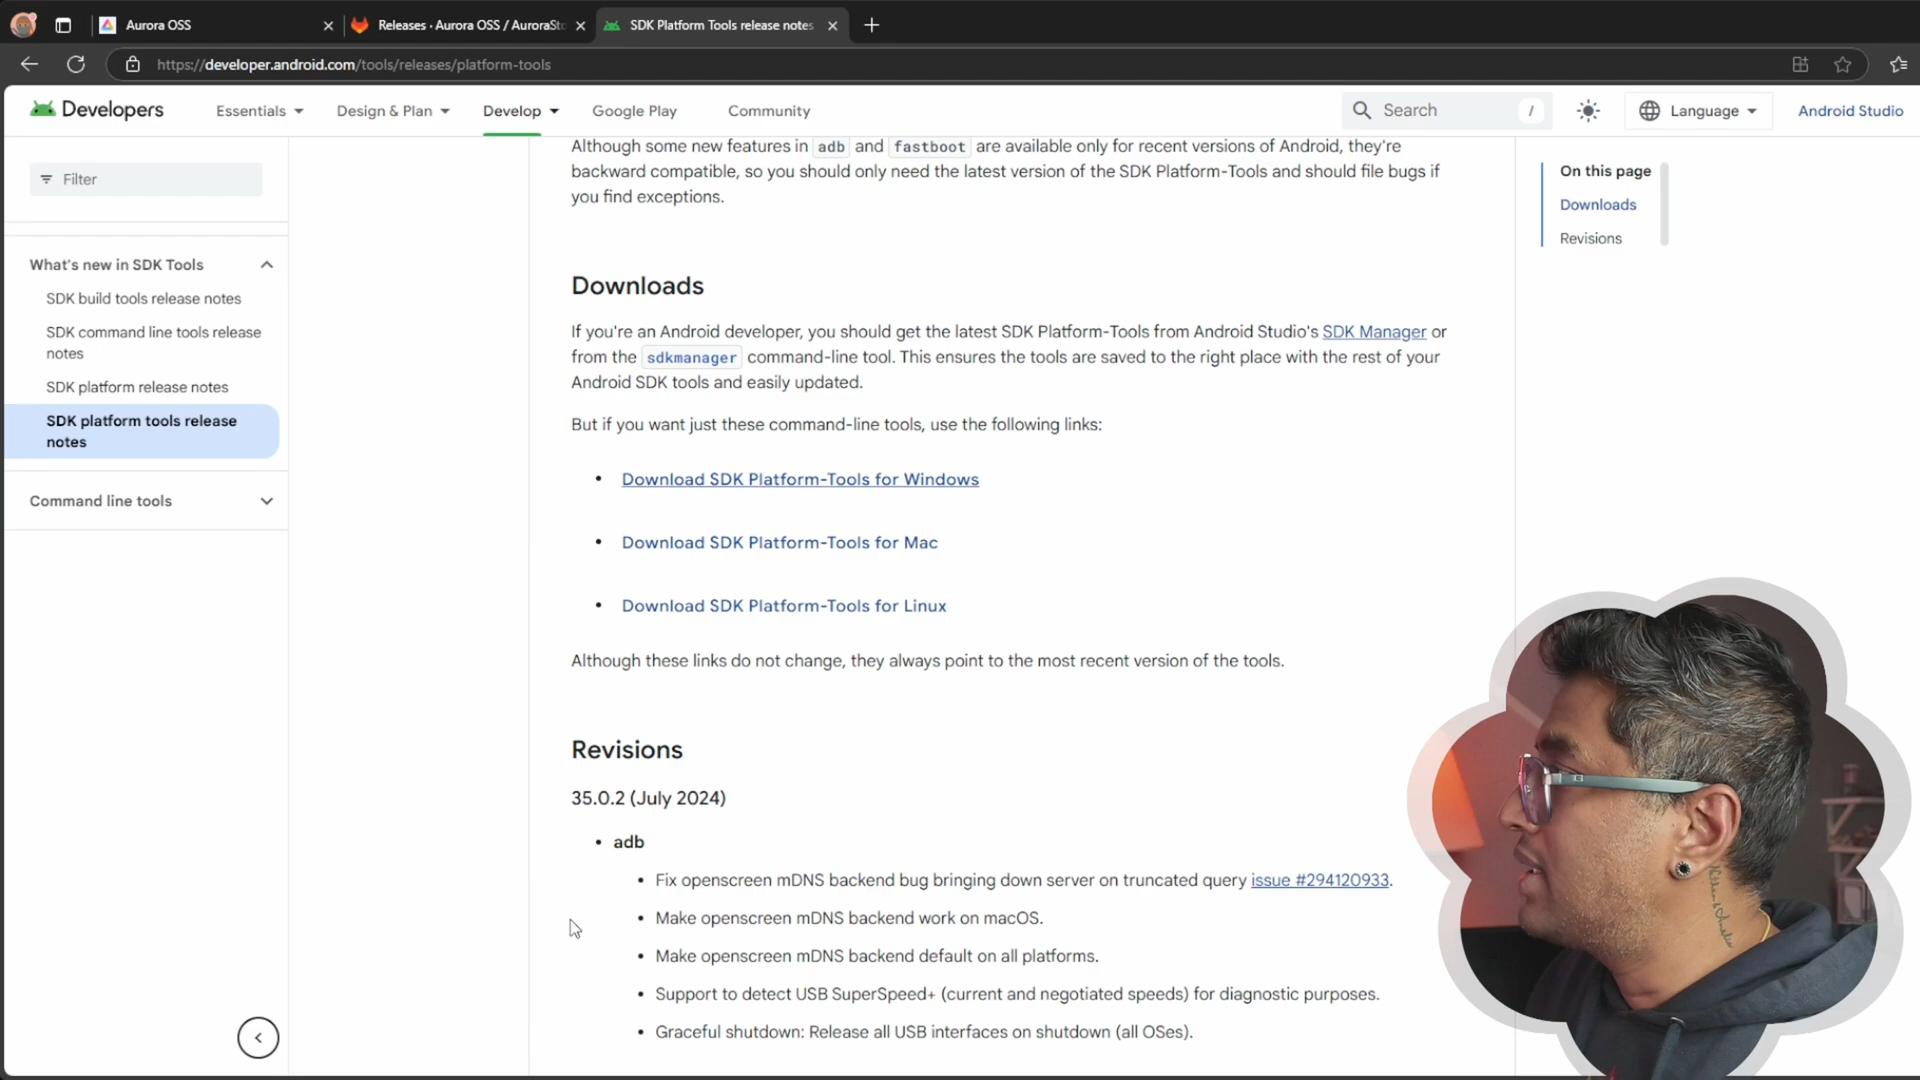 Aurora OSS
Releases · Aurora OSS / AuroraSto
SDK Platform Tools release notes
https://developer.android.com/tools/releases/platform-tools
Developers
Essentials
Design & Plan
Develop
Google Play
Community
Search
/
Language
Android Studio
Filter
What's new in SDK Tools
SDK build tools release notes
SDK command line tools release
notes
SDK platform release notes
SDK platform tools release
notes
Command line tools
Although some new features in adb and fastboot are available only for recent versions of Android, they're
backward compatible, so you should only need the latest version of the SDK Platform-Tools and should file bugs if
you find exceptions.
Downloads
If you're an Android developer, you should get the latest SDK Platform-Tools from Android Studio's SDK Manager or
from the sdkmanager command-line tool. This ensures the tools are saved to the right place with the rest of your
Android SDK tools and easily updated.
But if you want just these command-line tools, use the following links:
• Download SDK Platform-Tools for Windows
• Download SDK Platform-Tools for Mac
• Download SDK Platform-Tools for Linux
Although these links do not change, they always point to the most recent version of the tools.
Revisions
35.0.2 (July 2024)
• adb
• Fix openscreen mDNS backend bug bringing down server on truncated query issue #294120933.
• Make openscreen mDNS backend work on macOS.
• Make openscreen mDNS backend default on all platforms.
• Support to detect USB SuperSpeed+ (current and negotiated speeds) for diagnostic purposes.
• Graceful shutdown: Release all USB interfaces on shutdown (all OSes).
On this page
Downloads
Revisions